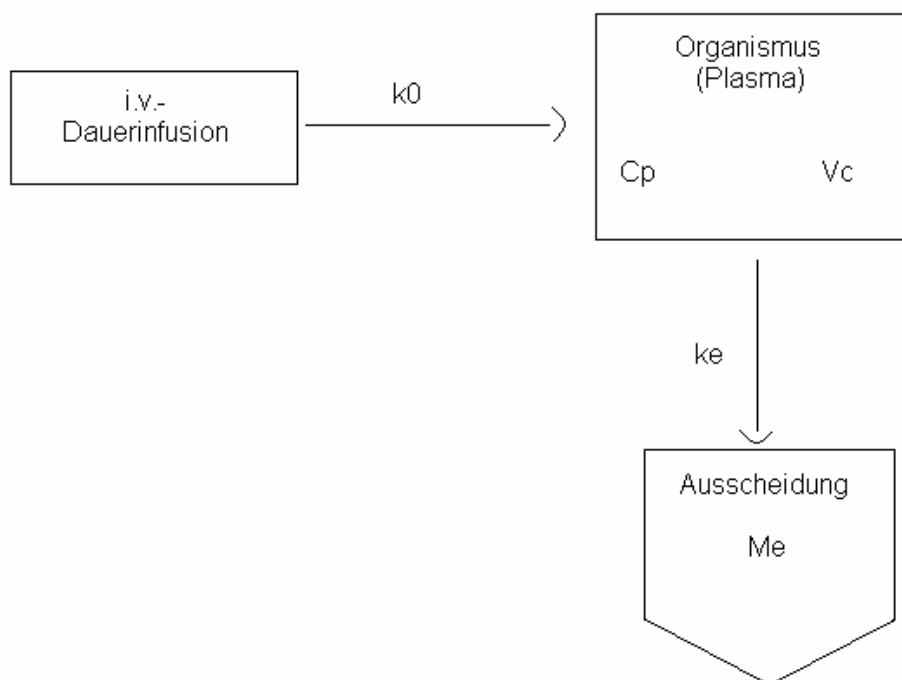 i.v.-
Dauerinfusion
k0
Organismus
(Plasma)
Cp
Vc
ke
Ausscheidung
Me